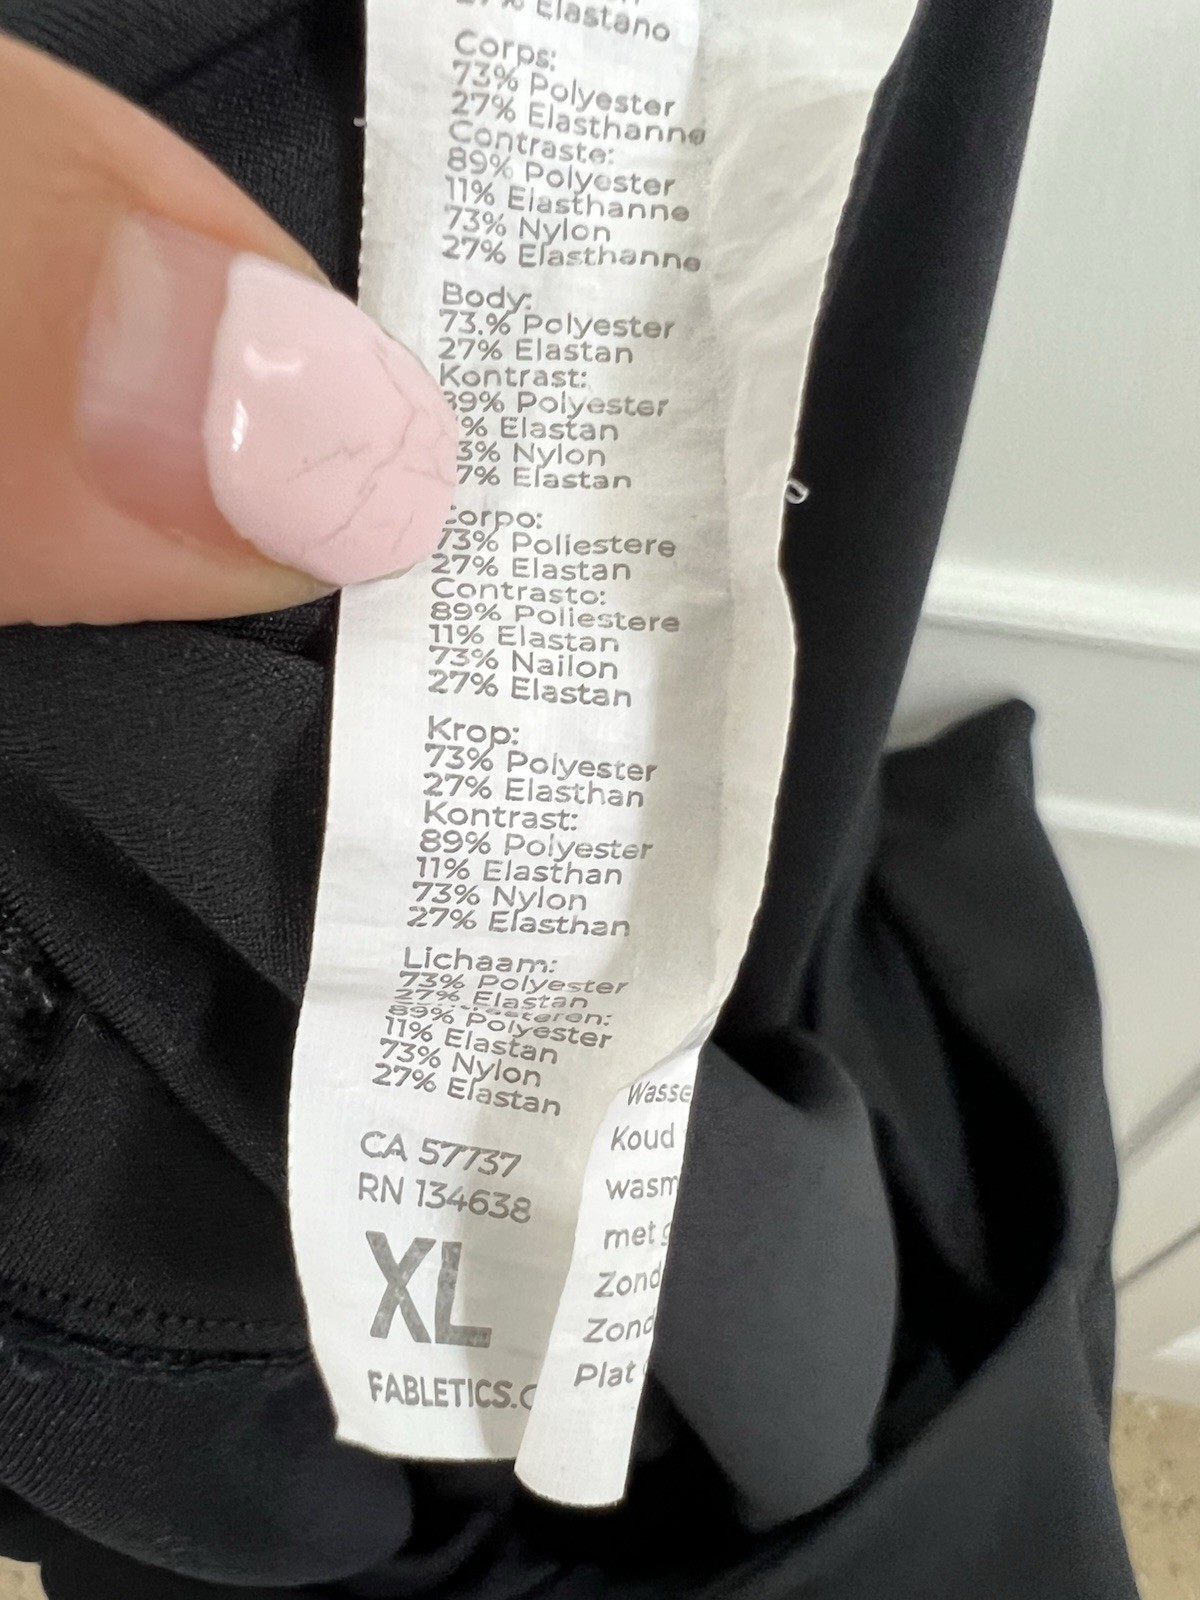 27% Elastano
Corps:
73% Polyester
27% Elasthanne
Contraste:
89% Polyester
11% Elasthanne
73% Nylon
27% Elasthanne
Body:
73.% Polyester
27% Elastan
Kontrast:
89% Polyester
% Elastan
3% Nylon
7% Elastan
Corpo:
73% Poliestere
27% Elastan
Contrasto:
89% Poliestere
11% Elastan
73% Nailon
27% Elastan
Krop:
73% Polyester
27% Elasthan
Kontrast:
89% Polyester
11% Elasthan
73% Nylon
27% Elasthan
Lichaam:
73% Polyester
27% Elastan
89% Polyester
11% Elastan
73% Nylon
27% Elastan
CA 57737
RN 134638
XL
FABLETICS.C
Wasse
Koud
wasm
met g
Zond
Zond
Plat